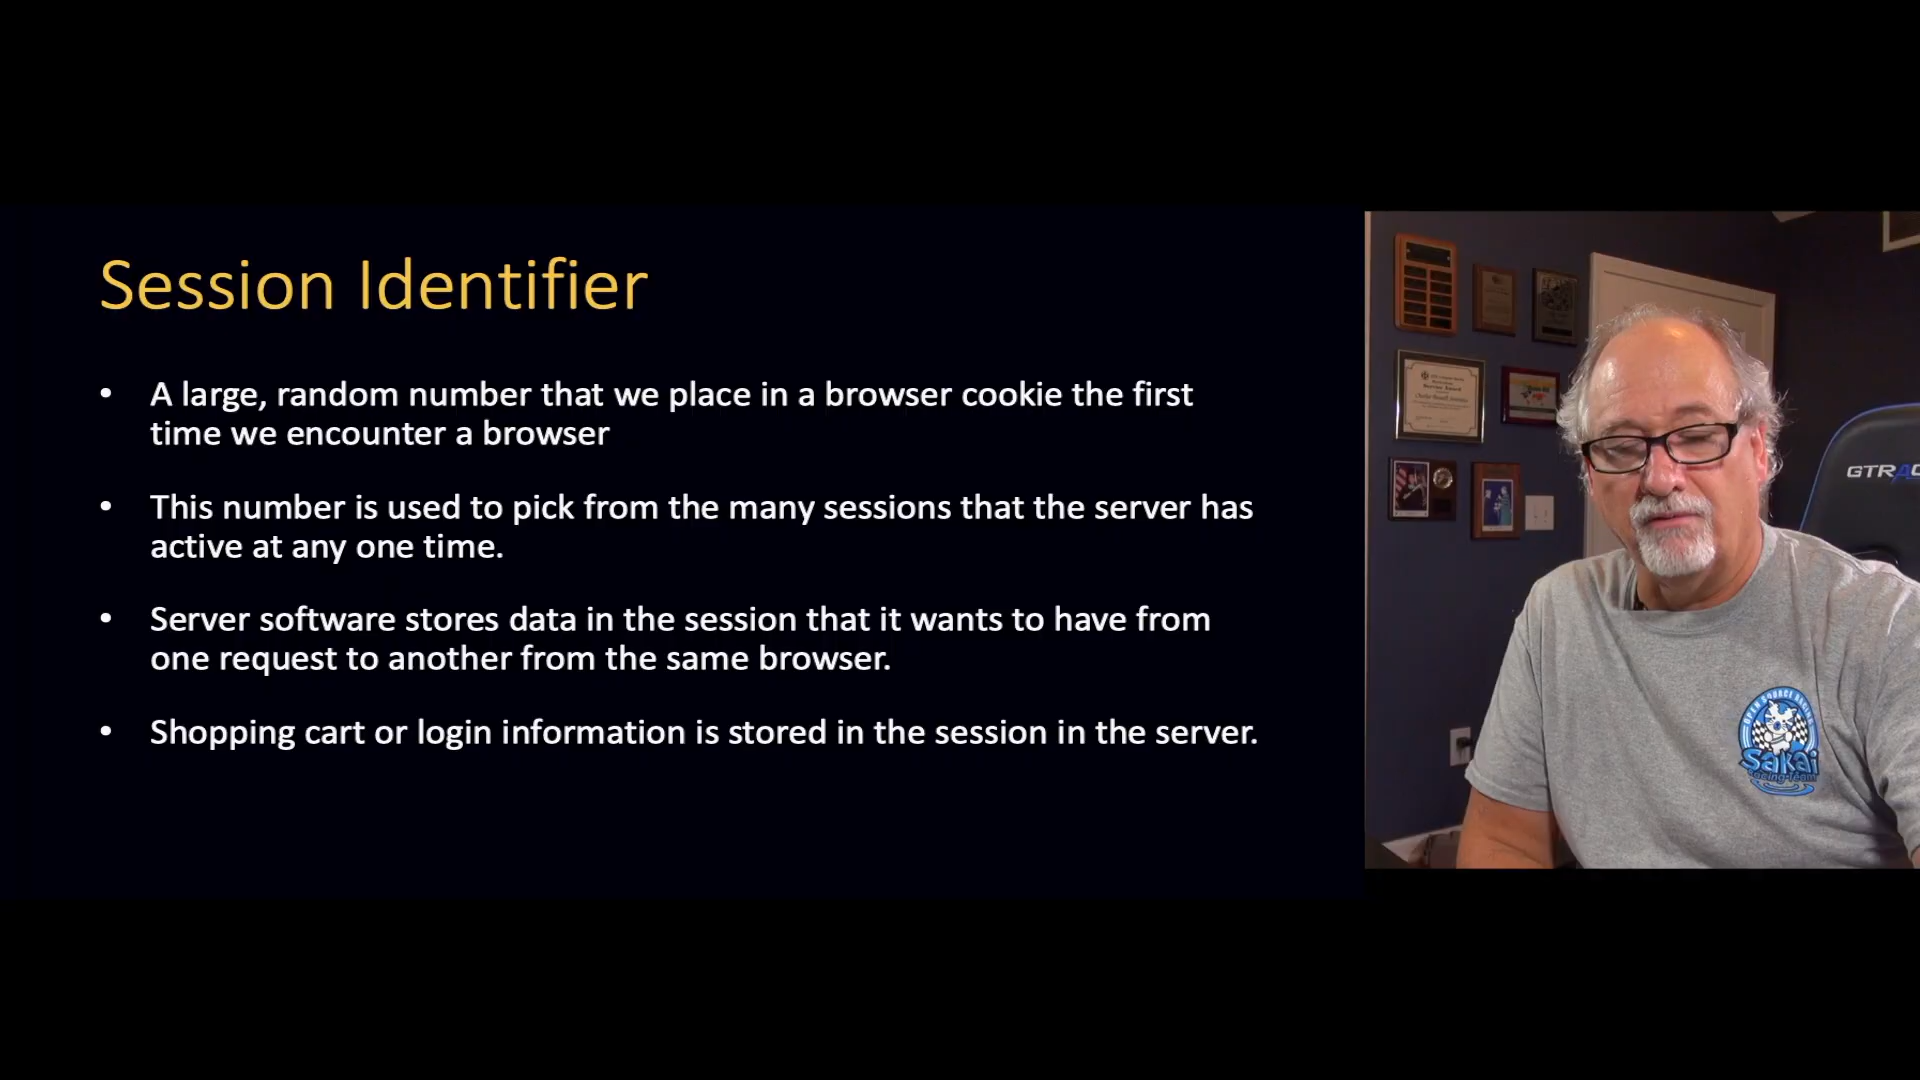 Session Identifier
• A large, random number that we place in a browser cookie the first
time we encounter a browser
• This number is used to pick from the many sessions that the server has
active at any one time.
• Server software stores data in the session that it wants to have from
one request to another from the same browser.
• Shopping cart or login information is stored in the session in the server.
GTRAC
Sakai